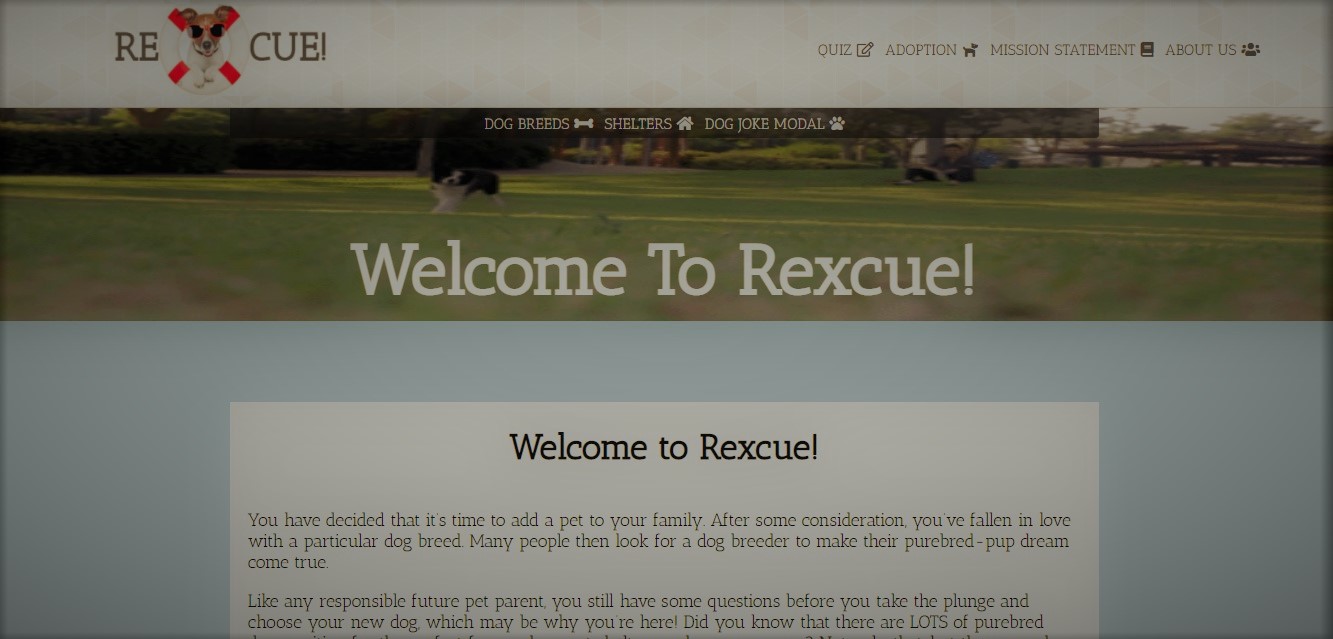 RE CUE!
QUIZ ADOPTION MISSION STATEMENT ABOUT US
DOG BREEDS SHELTERS DOG JOKE MODAL
Welcome To Rexcue!
Welcome to Rexcue!
You have decided that it's time to add a pet to your family. After some consideration, you've fallen in love
with a particular dog breed. Many people then look for a dog breeder to make their purebred-pup dream
come true.
Like any responsible future pet parent, you still have some questions before you take the plunge and
choose your new dog, which may be why you're here! Did you know that there are LOTS of purebred